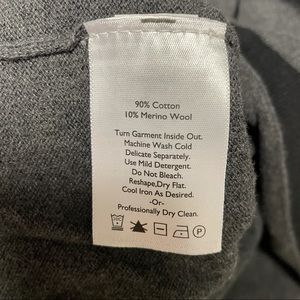 90% Cotton
10% Merino Wool
Turn Garment Inside Out.
Machine Wash Cold
Delicate Separately.
Use Mild Detergent.
Do Not Bleach.
Reshape,Dry Flat.
Cool Iron As Desired.
-Or-
Professionally Dry Clean.
P